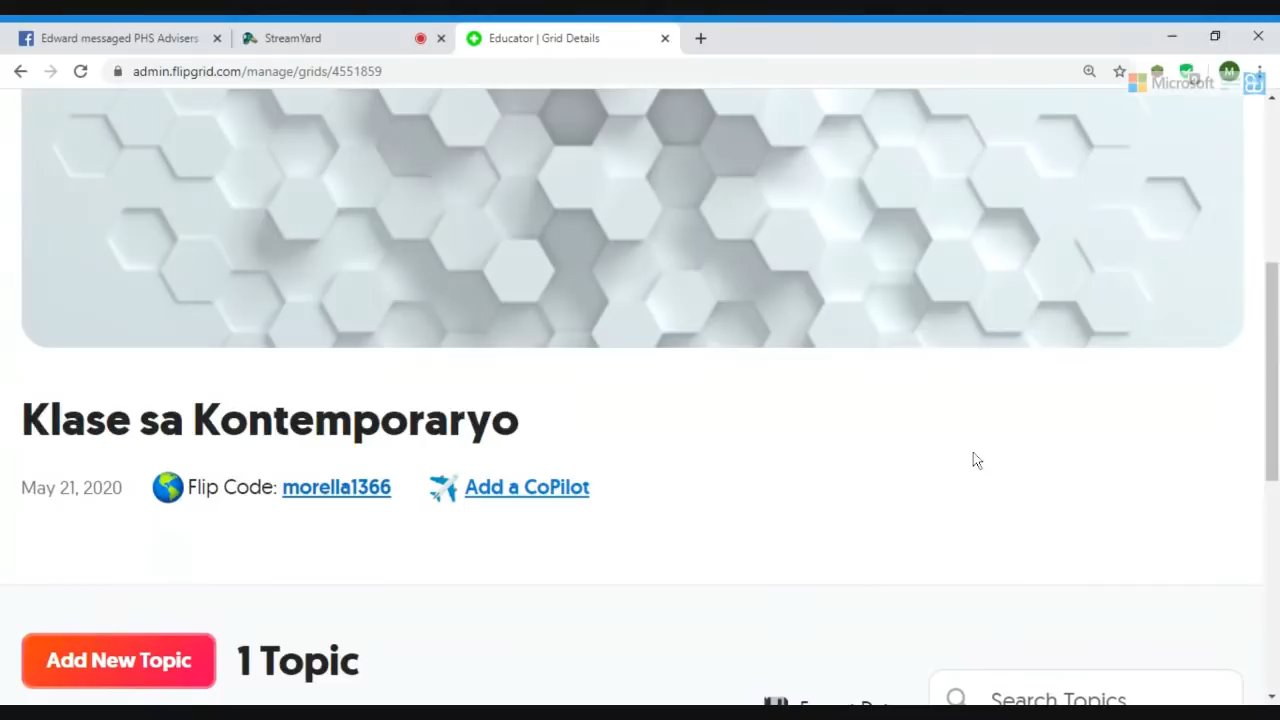 Edward messaged PHS Advisers
StreamYard
Educator | Grid Details
admin.flipgrid.com/manage/grids/4551859
M
Microsoft
Klase sa Kontemporaryo
May 21, 2020
Flip Code: morella1366
Add a CoPilot
Add New Topic
1 Topic
Search Topics